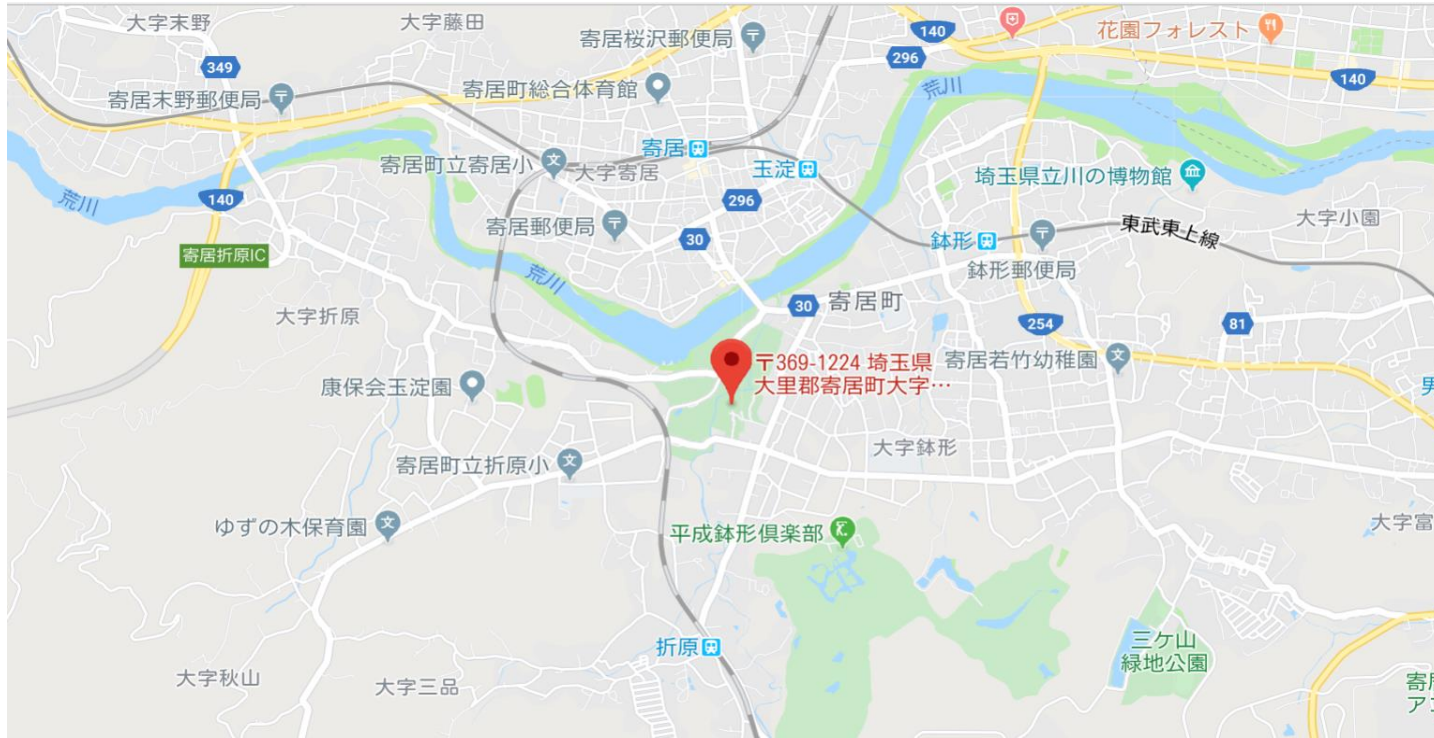 大字末野
大字藤田
寄居桜沢郵便局
140
花園フォレスト
296
349
140
寄居末野郵便局
寄居町総合体育館
荒川
寄居
寄居町立寄居小
大字寄居
玉淀
埼玉県立川の博物館
140
荒川
296
大字小園
寄居郵便局
30
鉢形
東武東上線
寄居折原IC
鉢形郵便局
荒川
大字折原
30
寄居町
254
81
〒369-1224 埼玉県
大里郡寄居町大字…
寄居若竹幼稚園
康保会玉淀園
男
大字鉢形
寄居町立折原小
ゆずの木保育園
平成鉢形倶楽部
大字富
折原
三ケ山
緑地公園
大字秋山
大字三品
寄居
アエ